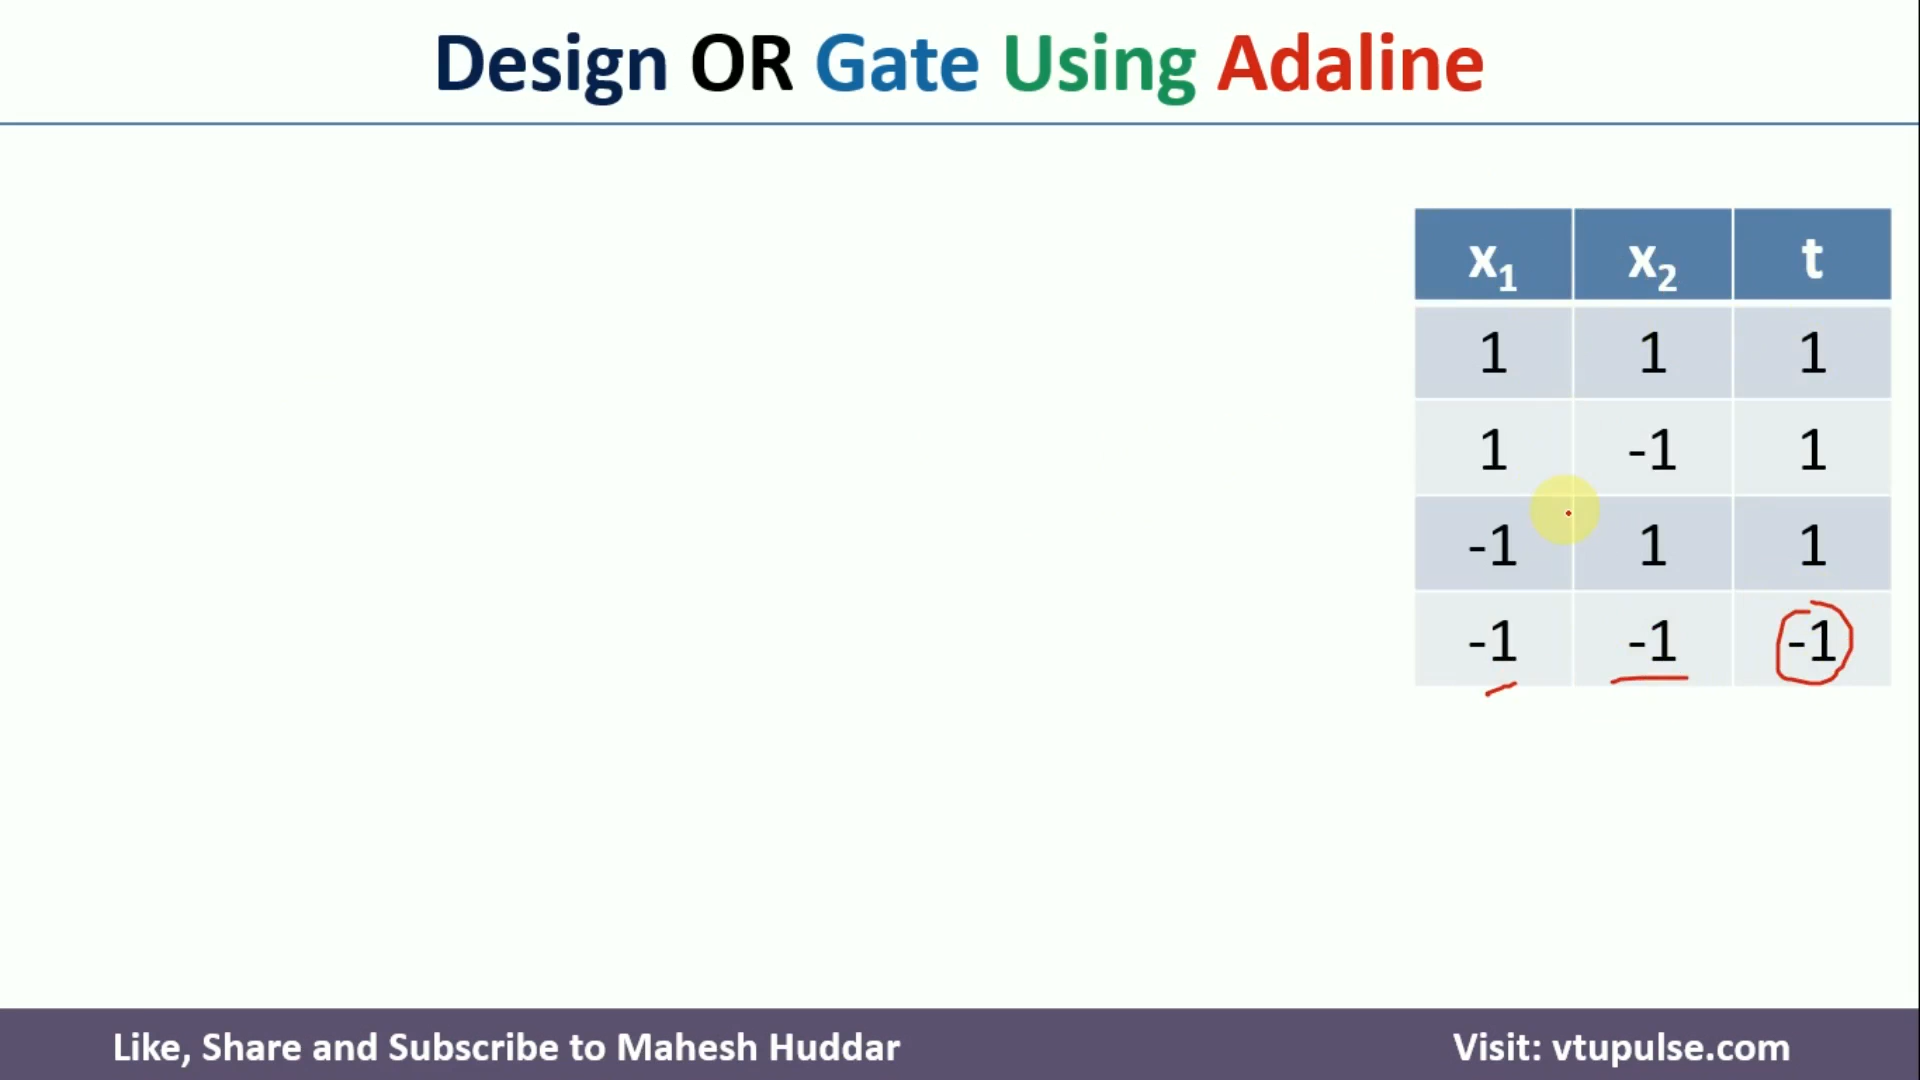 Design OR Gate Using Adaline
x₁ x₂ t
1 1 1
1 -1 1
-1 1 1
-1 -1 -1
Like, Share and Subscribe to Mahesh Huddar
Visit: vtupulse.com